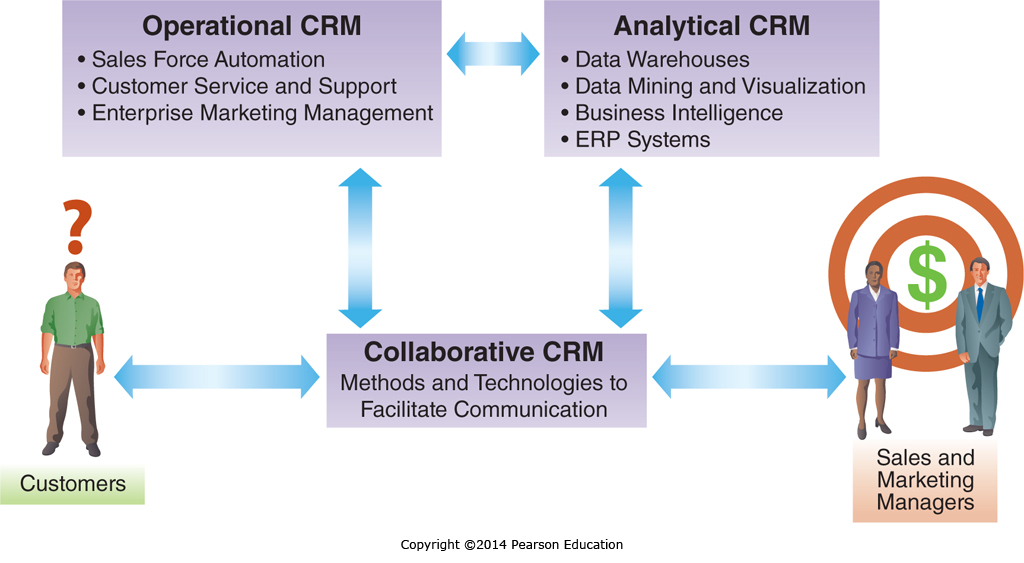 Operational CRM
• Sales Force Automation
• Customer Service and Support
• Enterprise Marketing Management
Analytical CRM
• Data Warehouses
• Data Mining and Visualization
• Business Intelligence
• ERP Systems
?
$
Collaborative CRM
Methods and Technologies to
Facilitate Communication
Customers
Sales and
Marketing
Managers
Copyright ©2014 Pearson Education